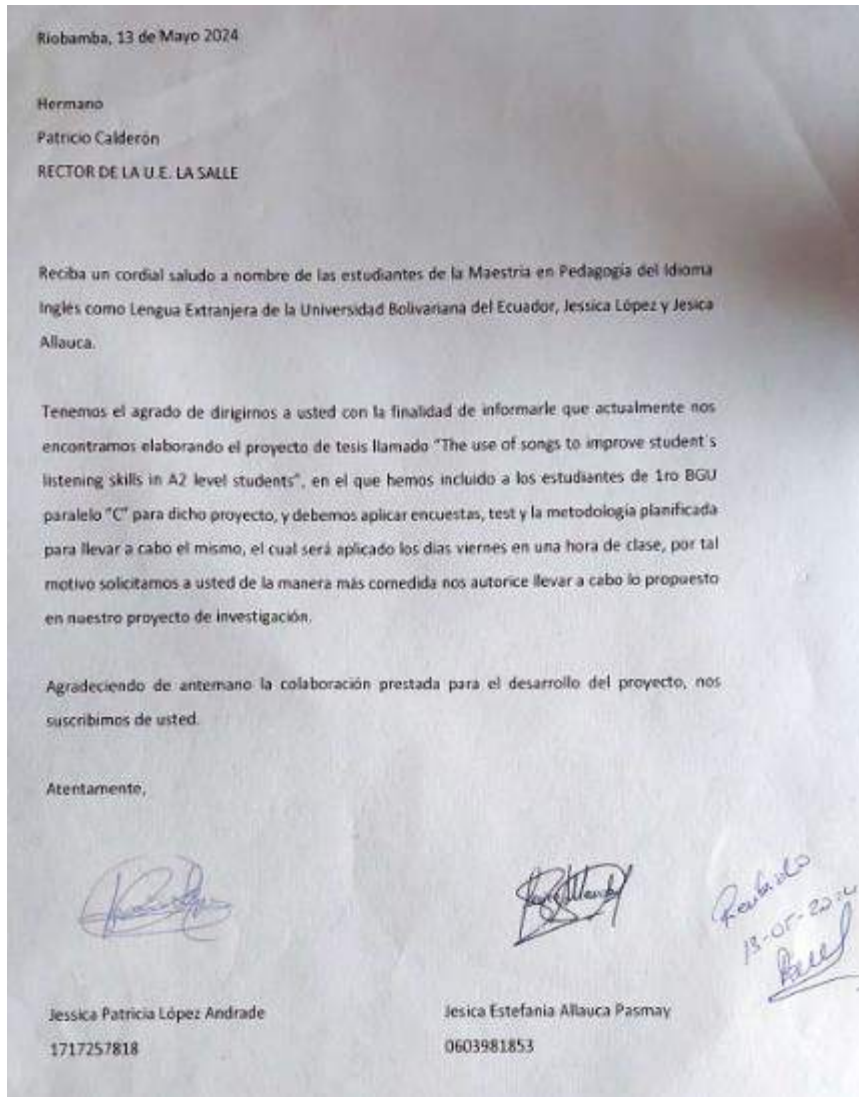 Riobamba, 13 de Mayo 2024
Hermano
Patricio Calderón
RECTOR DE LA U.E. LA SALLE
Reciba un cordial saludo a nombre de las estudiantes de la Maestria en Pedagogía del Idioma
Inglés como Lengua Extranjera de la Universidad Bolivariana del Ecuador, Jessica López y Jesica
Allauca.
Tenemos el agrado de dirigirnos a usted con la finalidad de informarle que actualmente nos
encontramos elaborando el proyecto de tesis llamado "The use of songs to improve student´s
listening skills in A2 level students", en el que hemos incluido a los estudiantes de 1ro BGU
paralelo "C" para dicho proyecto, y debemos aplicar encuestas, test y la metodología planificada
para llevar a cabo el mismo, el cual será aplicado los días viernes en una hora de clase, por tal
motivo solicitamos a usted de la manera más comedida nos autorice llevar a cabo lo propuesto
en nuestro proyecto de investigación.
Agradeciendo de antemano la colaboración prestada para el desarrollo del proyecto, nos
suscribimos de usted.
Atentamente,
Recibido
13-05-2024
Jessica Patricia López Andrade
Jesica Estefania Allauca Pasmay
1717257818
0603981853